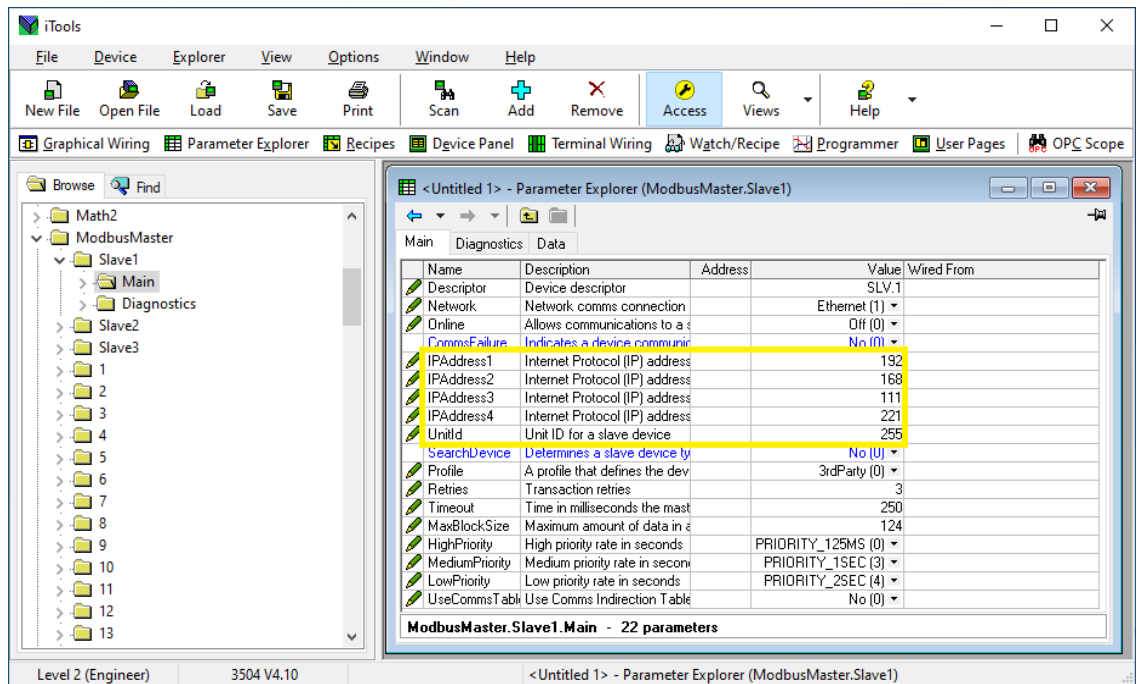 iTools
File Device Explorer View Options Window Help
New File Open File Load Save Print Scan Add Remove Access Views Help
Graphical Wiring Parameter Explorer Recipes Device Panel Terminal Wiring Watch/Recipe Programmer User Pages OPC Scope
Browse Find
Math2
ModbusMaster
Slave1
Main
Diagnostics
Slave2
Slave3
1
2
3
4
5
6
7
8
9
10
11
12
13
<Untitled 1> - Parameter Explorer (ModbusMaster.Slave1)
Main Diagnostics Data
Name Description Address Value Wired From
Descriptor Device descriptor SLV.1
Network Network comms connection Ethernet (1)
Online Allows communications to a s Off (0)
CommsFailure Indicates a device communic No (0)
IPAddress1 Internet Protocol (IP) address 192
IPAddress2 Internet Protocol (IP) address 168
IPAddress3 Internet Protocol (IP) address 111
IPAddress4 Internet Protocol (IP) address 221
UnitId Unit ID for a slave device 255
SearchDevice Determines a slave device ty No (0)
Profile A profile that defines the dev 3rdParty (0)
Retries Transaction retries 3
Timeout Time in milliseconds the mast 250
MaxBlockSize Maximum amount of data in a 124
HighPriority High priority rate in seconds PRIORITY_125MS (0)
MediumPriority Medium priority rate in secon PRIORITY_1SEC (3)
LowPriority Low priority rate in seconds PRIORITY_2SEC (4)
UseCommsTabl Use Comms Indirection Table No (0)
ModbusMaster.Slave1.Main - 22 parameters
Level 2 (Engineer) 3504 V4.10 <Untitled 1> - Parameter Explorer (ModbusMaster.Slave1)